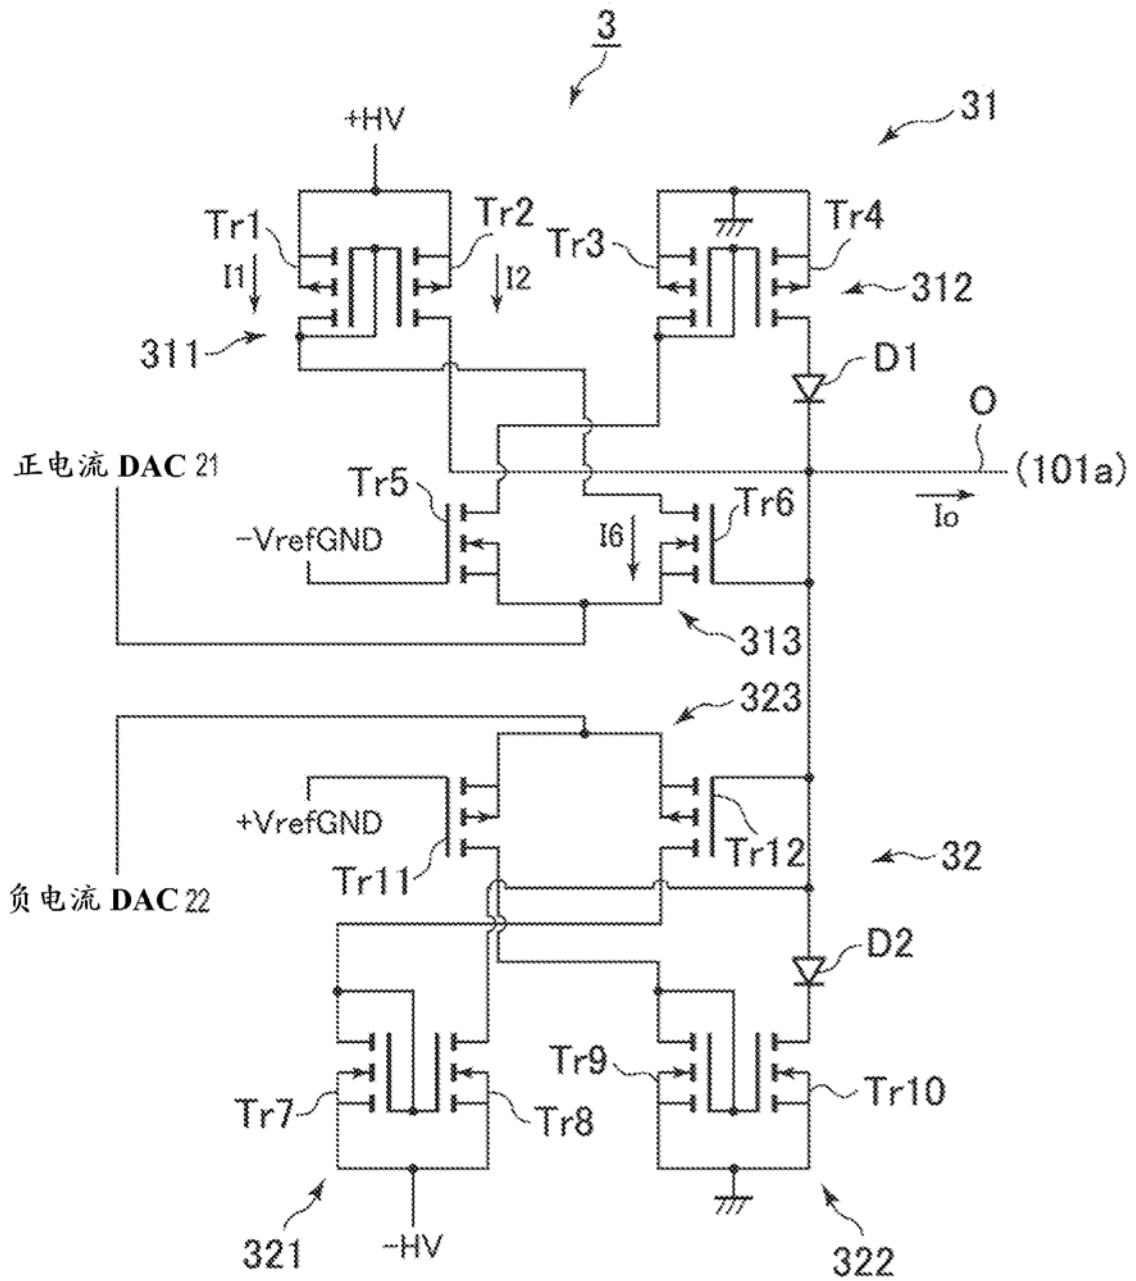 3
31
+HV
Tr1
Tr2
Tr3
Tr4
I1
I2
312
311
D1
O
正电流 DAC 21
(101a)
Tr5
Tr6
Io
-VrefGND
I6
313
323
+VrefGND
Tr11
Tr12
32
负电流 DAC 22
D2
Tr7
Tr8
Tr9
Tr10
321
-HV
322